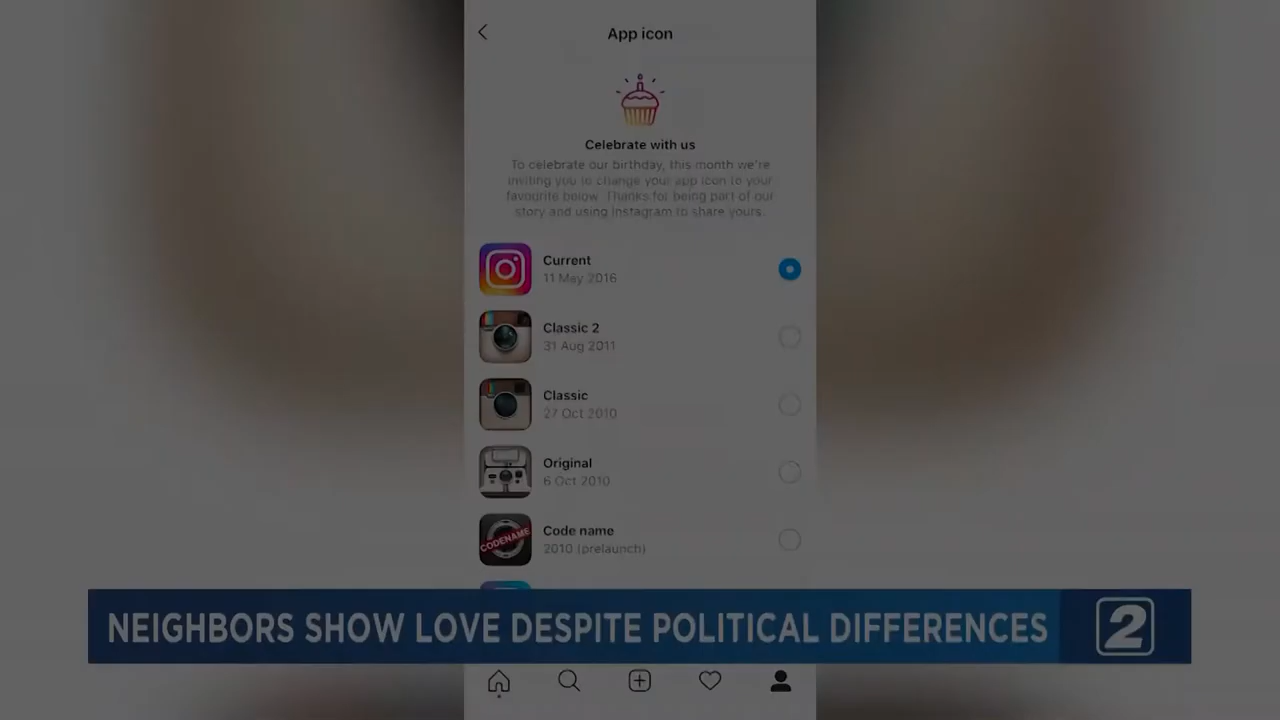 App icon
Celebrate with us
To celebrate our birthday, this month we're
inviting you to change your app icon to your
favourite below. Thanks for being part of our
story and using Instagram to share yours.
Current
11 May 2016
Classic 2
31 Aug 2011
Classic
27 Oct 2010
Original
6 Oct 2010
CODENAME
Code name
2010 (prelaunch)
NEIGHBORS SHOW LOVE DESPITE POLITICAL DIFFERENCES
2